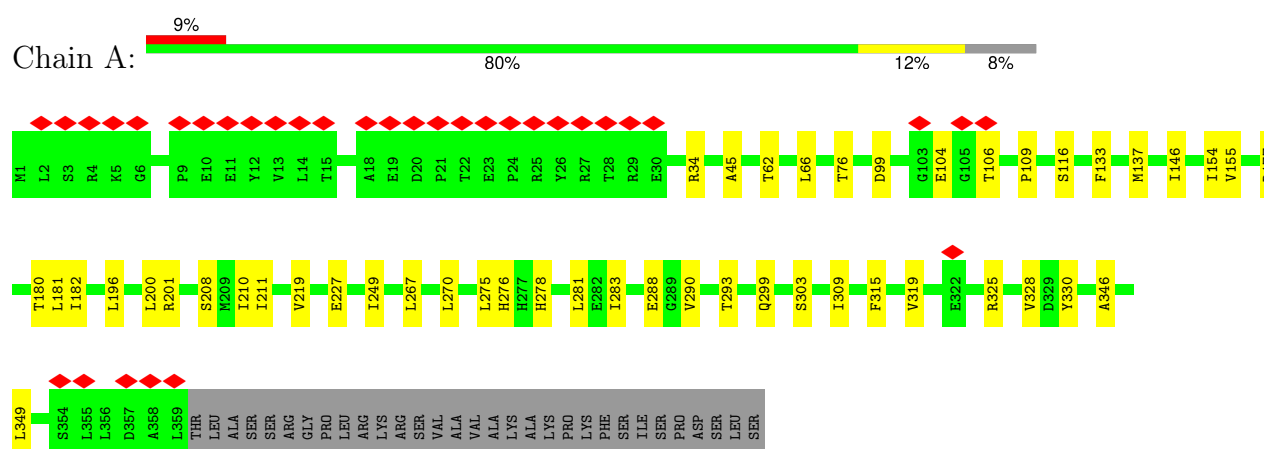 9%
Chain A:
80% 12% 8%
M1 L2 S3 R4 K5 G6 P9 E10 E11 Y12 V13 L14 T15 A18 E19 D20 P21 T22 E23 P24 R25 Y26 R27 T28 R29 E30 R34 A45 T62 L66 T76 D99 G103 E104 G105 T106 P109 S116 F133 M137 I146 I154 V155
T180 L181 I182 L196 L200 R201 S208 M209 I210 I211 V219 E227 I249 L267 L270 L275 H276 H277 H278 L281 E282 I283 E288 G289 V290 T293 Q299 S303 I309 F315 V319 E322 R325 V328 D329 Y330 A346
L349 S354 L355 L356 D357 A358 L359 THR LEU ALA SER SER ARG GLY PRO LEU ARG LYS ARG SER VAL ALA VAL ALA LYS ALA LYS PRO LYS PHE SER ILE SER PRO ASP SER LEU SER